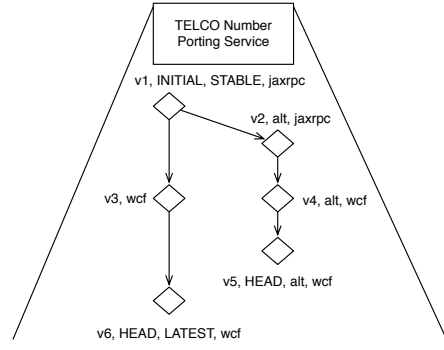 TELCO Number
Porting Service
v1, INITIAL, STABLE, jaxrpc
v2, alt, jaxrpc
v3, wcf
v4, alt, wcf
v5, HEAD, alt, wcf
v6, HEAD, LATEST, wcf